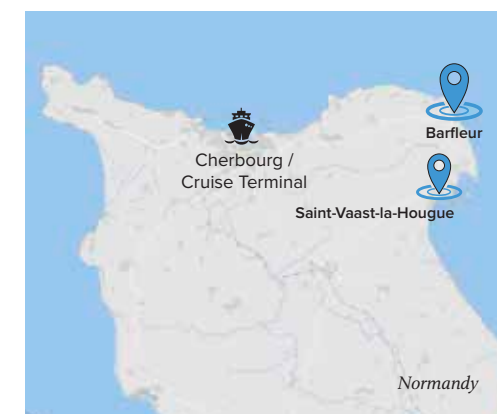 Barfleur
Cherbourg /
Cruise Terminal
Saint-Vaast-la-Hougue
Normandy